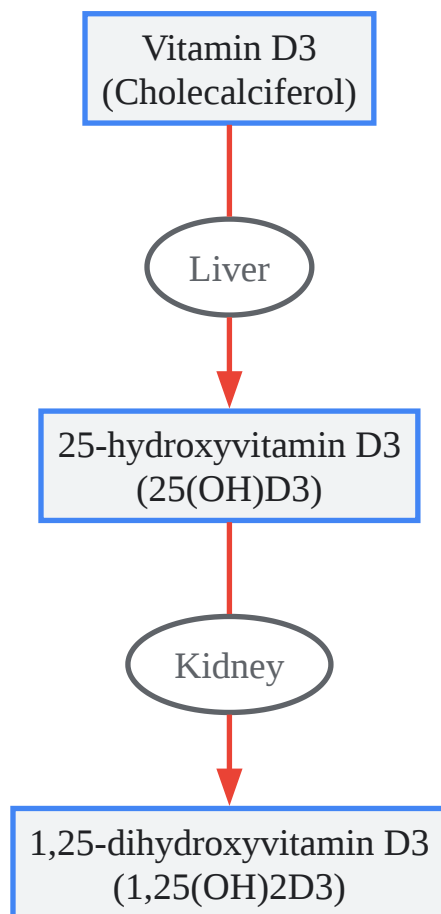 Vitamin D3
(Cholecalciferol)
Liver
25-hydroxyvitamin D3
(25(OH)D3)
Kidney
1,25-dihydroxyvitamin D3
(1,25(OH)2D3)